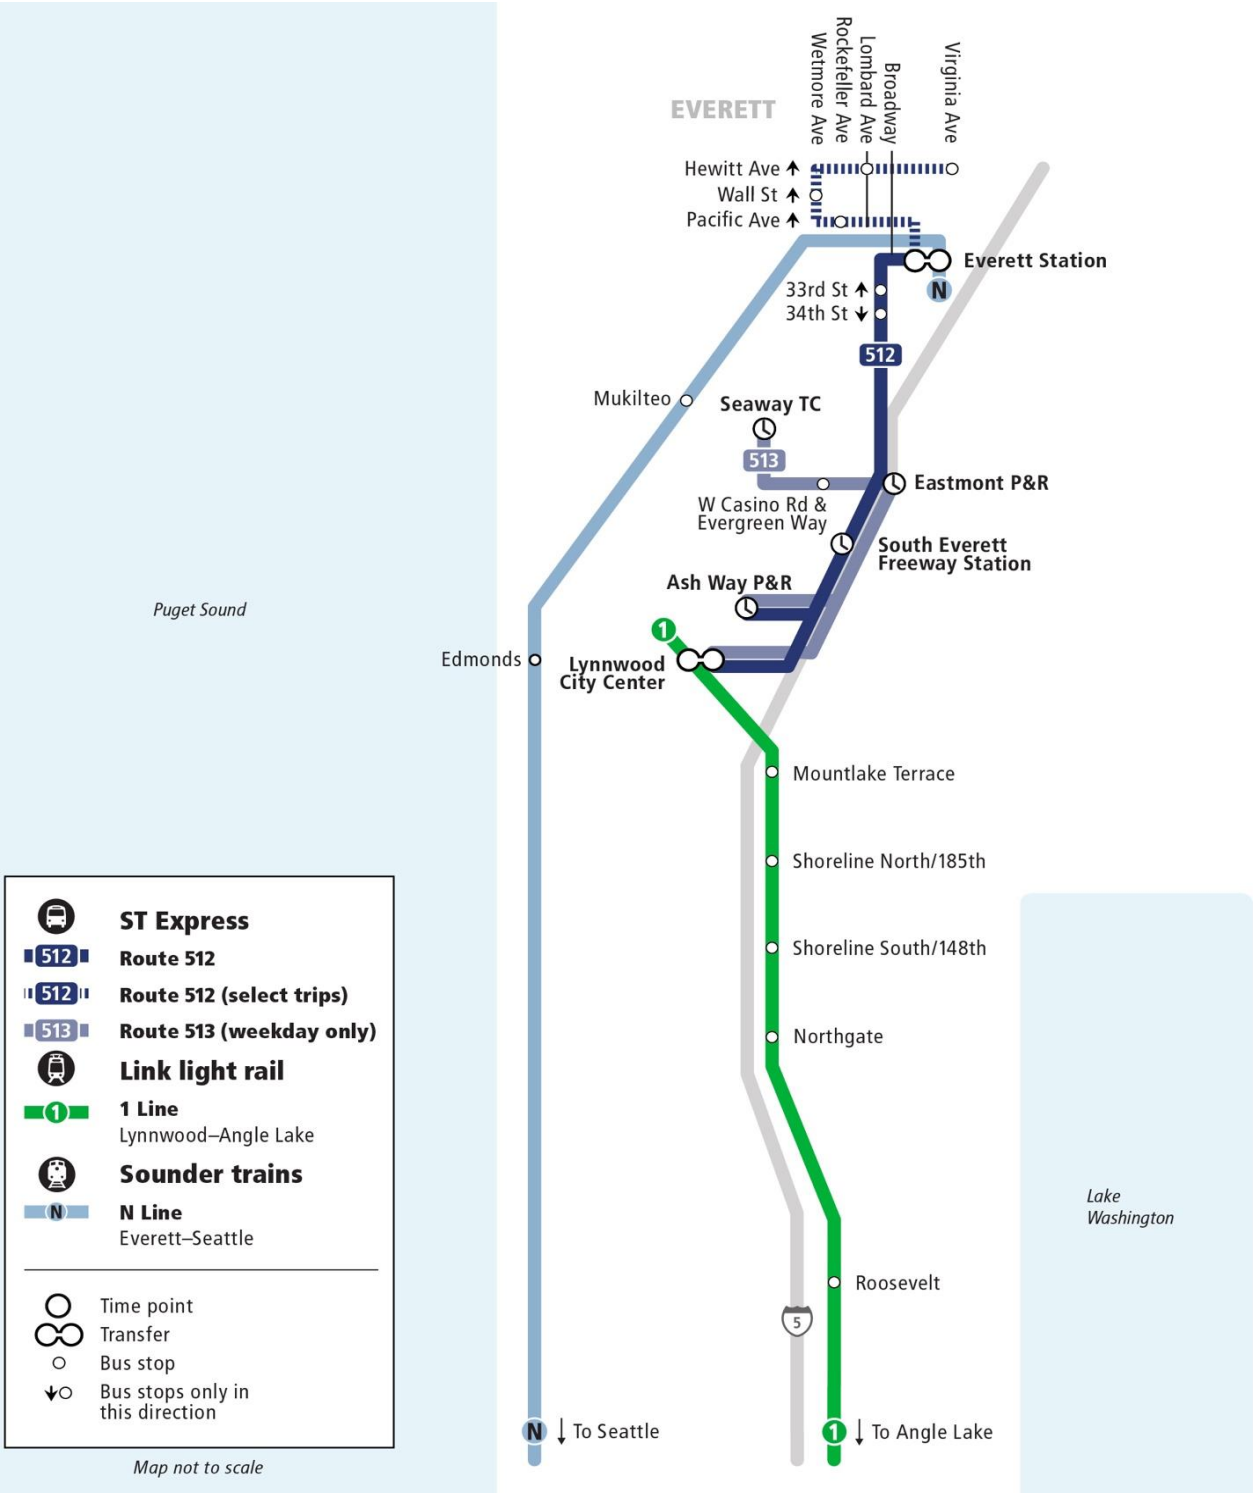 Wetmore Ave
Rockefeller Ave
Lombard Ave
Broadway
Virginia Ave
EVERETT
Hewitt Ave
Wall St
Pacific Ave
Everett Station
N
33rd St
34th St
512
Mukilteo
Seaway TC
513
Eastmont P&R
W Casino Rd &
Evergreen Way
South Everett
Freeway Station
Ash Way P&R
Puget Sound
1
Edmonds
Lynnwood
City Center
Mountlake Terrace
Shoreline North/185th
Shoreline South/148th
Northgate
Lake
Washington
Roosevelt
5
N
To Seattle
1
To Angle Lake
ST Express
512
Route 512
512
Route 512 (select trips)
513
Route 513 (weekday only)
Link light rail
1
1 Line
Lynnwood–Angle Lake
Sounder trains
N
N Line
Everett–Seattle
Time point
Transfer
Bus stop
Bus stops only in
this direction
Map not to scale